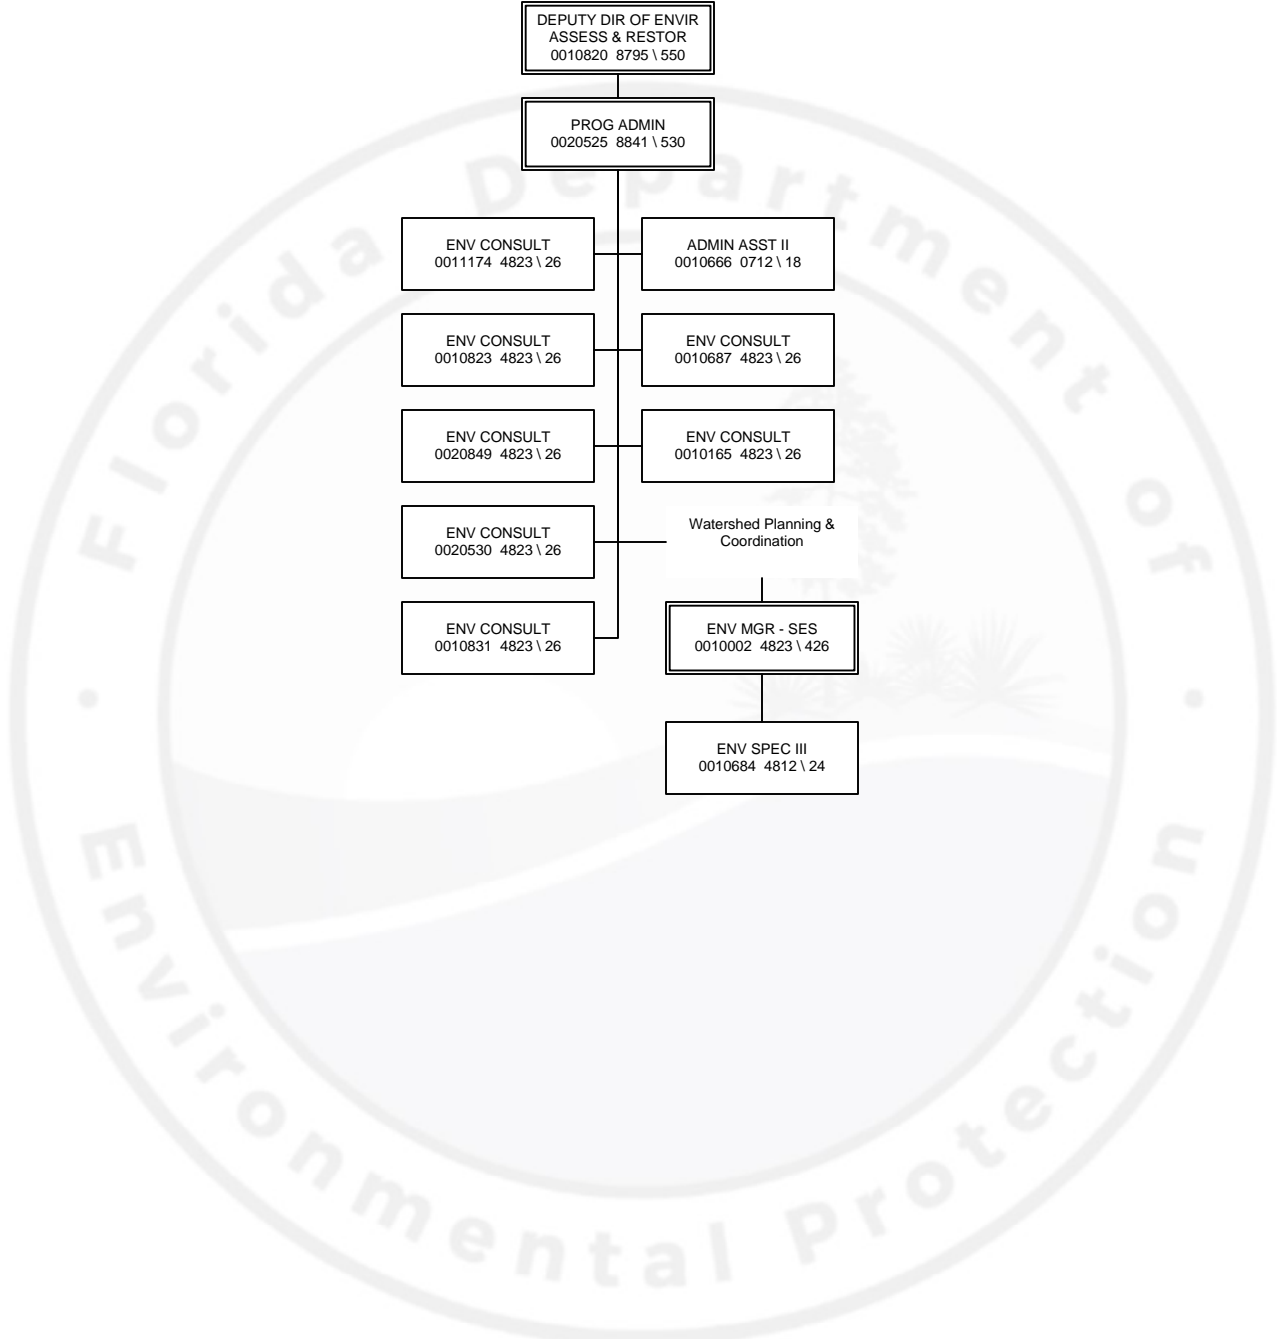 DEPUTY DIR OF ENVIR
ASSESS & RESTOR
0010820 8795 \ 550
PROG ADMIN
0020525 8841 \ 530
ENV CONSULT
0011174 4823 \ 26
ADMIN ASST II
0010666 0712 \ 18
ENV CONSULT
0010823 4823 \ 26
ENV CONSULT
0010687 4823 \ 26
ENV CONSULT
0020849 4823 \ 26
ENV CONSULT
0010165 4823 \ 26
ENV CONSULT
0020530 4823 \ 26
Watershed Planning &
Coordination
ENV CONSULT
0010831 4823 \ 26
ENV MGR - SES
0010002 4823 \ 426
ENV SPEC III
0010684 4812 \ 24
Florida Department of
Environmental Protection